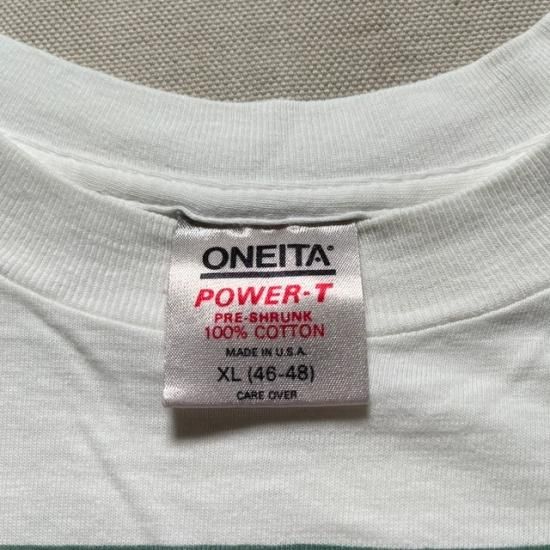 ONEITA®
POWER-T
PRE-SHRUNK
100% COTTON
MADE IN U.S.A.
XL (46-48)
CARE OVER